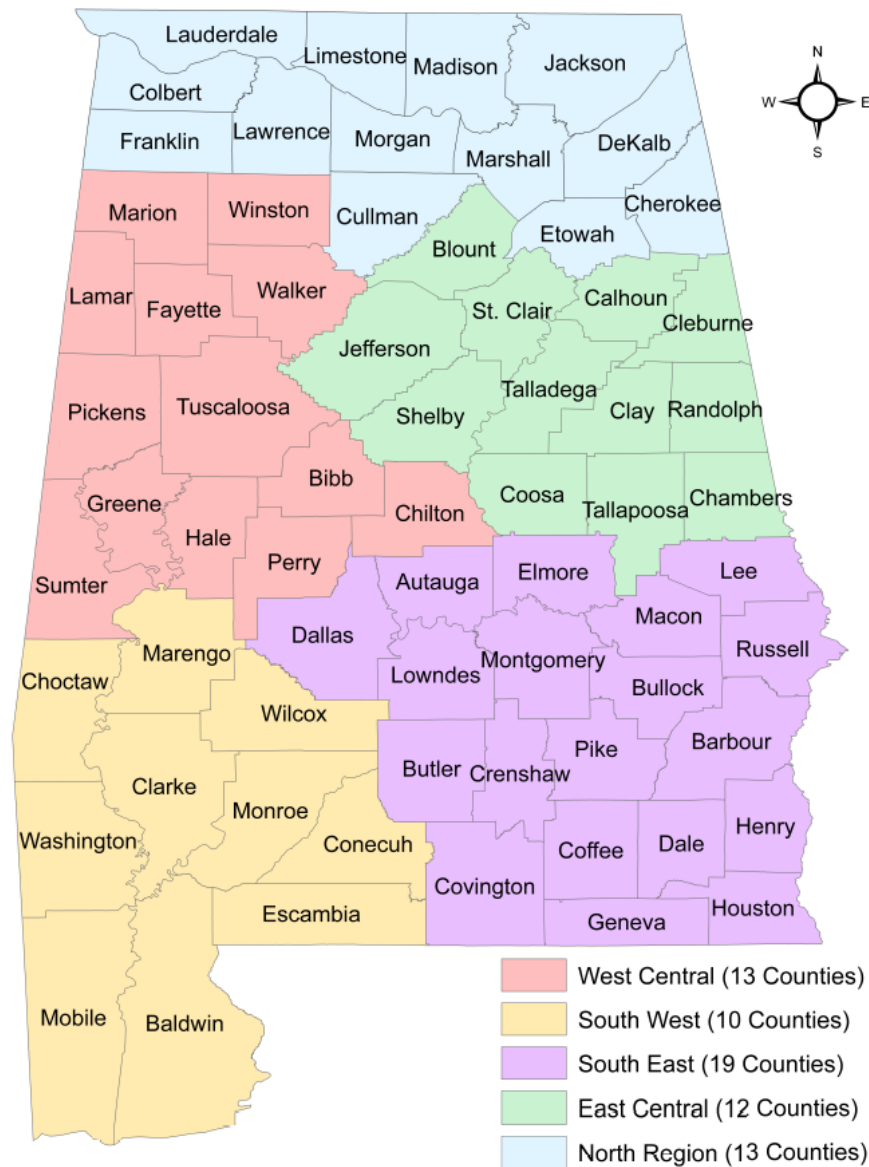 Lauderdale
Limestone
Madison
Jackson
N
W
E
S
Colbert
Franklin
Lawrence
Morgan
Marshall
DeKalb
Cherokee
Cullman
Etowah
Marion
Winston
Blount
Lamar
Fayette
Walker
St. Clair
Calhoun
Cleburne
Jefferson
Talladega
Pickens
Tuscaloosa
Shelby
Clay
Randolph
Greene
Bibb
Hale
Chilton
Coosa
Tallapoosa
Chambers
Sumter
Perry
Autauga
Elmore
Lee
Macon
Dallas
Marengo
Choctaw
Lowndes
Montgomery
Russell
Bullock
Wilcox
Clarke
Butler
Crenshaw
Pike
Barbour
Washington
Monroe
Conecuh
Coffee
Dale
Henry
Covington
Escambia
Geneva
Houston
Mobile
Baldwin
West Central (13 Counties)
South West (10 Counties)
South East (19 Counties)
East Central (12 Counties)
North Region (13 Counties)